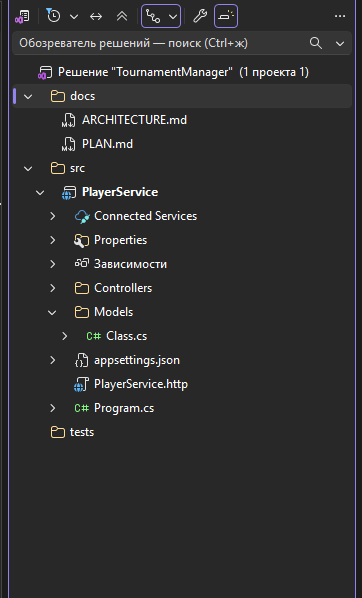 Обозреватель решений — поиск (Ctrl+ж)
Решение "TournamentManager" (1 проекта 1)
docs
ARCHITECTURE.md
PLAN.md
src
PlayerService
Connected Services
Properties
Зависимости
Controllers
Models
C# Class.cs
appsettings.json
PlayerService.http
C# Program.cs
tests